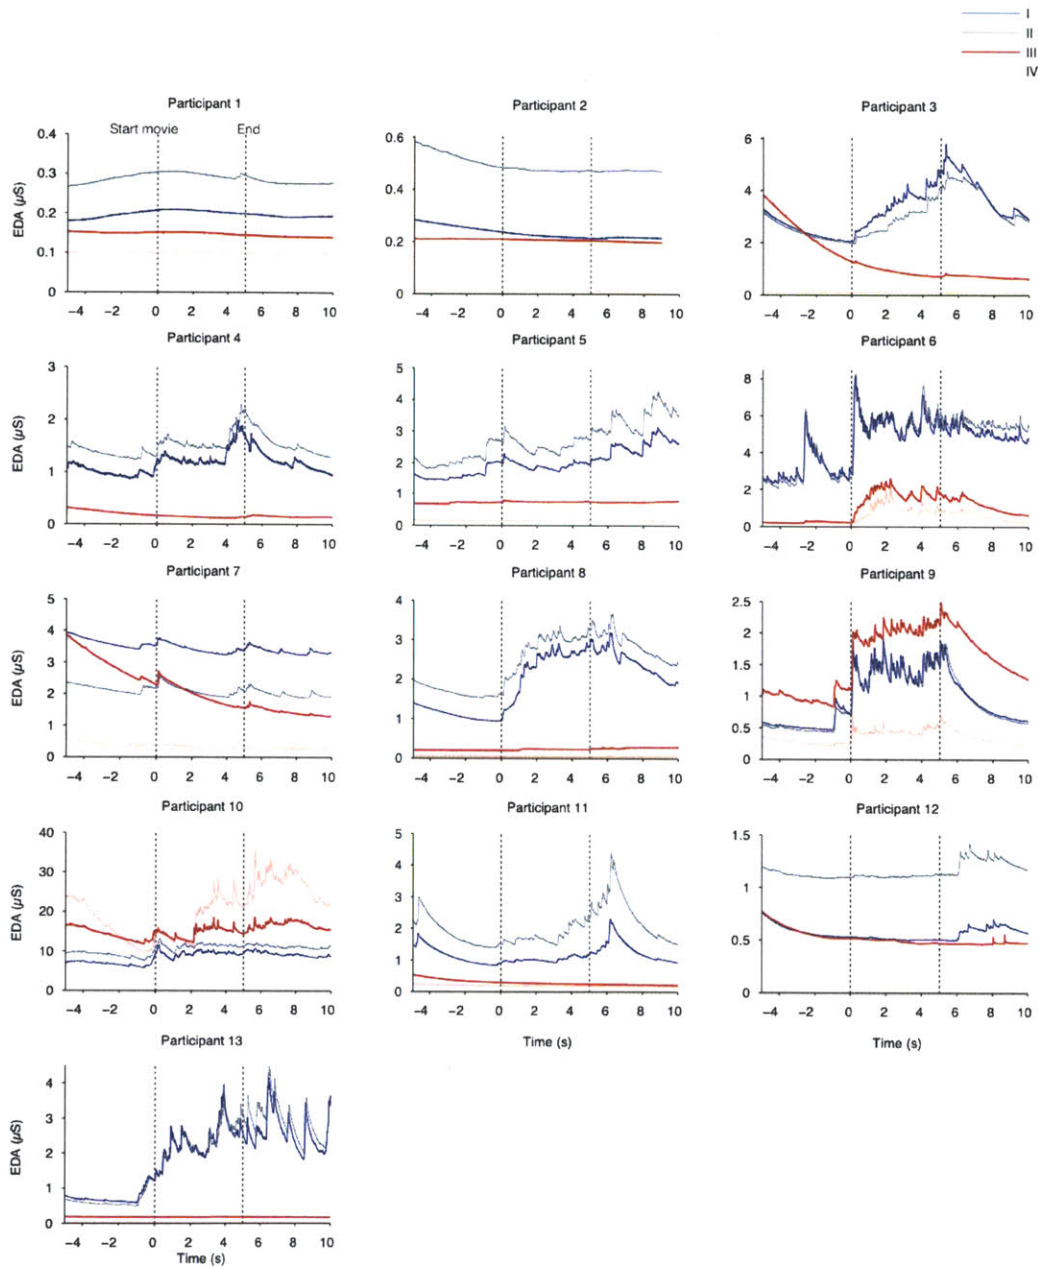 I
II
III
IV
Participant 1
Participant 2
Participant 3
Start movie
End
EDA (µS)
0.4
0.3
0.2
0.1
0
−4 −2 0 2 4 6 8 10
0.6
0.4
0.2
0
−4 −2 0 2 4 6 8 10
6
4
2
0
−4 −2 0 2 4 6 8 10
Participant 4
Participant 5
Participant 6
EDA (µS)
3
2
1
0
−4 −2 0 2 4 6 8 10
5
4
3
2
1
0
−4 −2 0 2 4 6 8 10
8
6
4
2
0
−4 −2 0 2 4 6 8 10
Participant 7
Participant 8
Participant 9
EDA (µS)
5
4
3
2
1
0
−4 −2 0 2 4 6 8 10
4
3
2
1
0
−4 −2 0 2 4 6 8 10
2.5
2
1.5
1
0.5
0
−4 −2 0 2 4 6 8 10
Participant 10
Participant 11
Participant 12
EDA (µS)
40
30
20
10
0
−4 −2 0 2 4 6 8 10
5
4
3
2
1
0
−4 −2 0 2 4 6 8 10
Time (s)
1.5
1
0.5
0
−4 −2 0 2 4 6 8 10
Time (s)
Participant 13
EDA (µS)
4
3
2
1
0
−4 −2 0 2 4 6 8 10
Time (s)